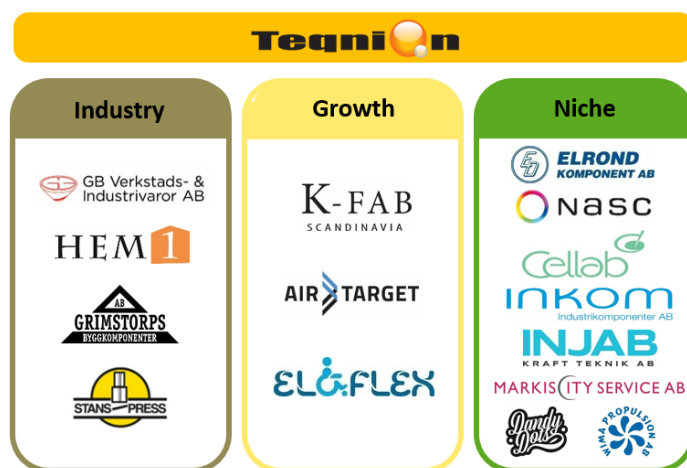 Teqnion
Industry
GB Verkstads- &
Industrivaror AB
HEM1
AB
GRIMSTORPS
BYGGKOMPONENTER
STANS PRESS
Growth
K-FAB
SCANDINAVIA
AIR TARGET
ELOFLEX
Niche
ELROND
KOMPONENT AB
nasc
Cellab
INKOM
Industrikomponenter AB
INJAB
KRAFT TEKNIK AB
MARKISCITY SERVICE AB
Dandy
Dots
WIMA PROPULSION AB